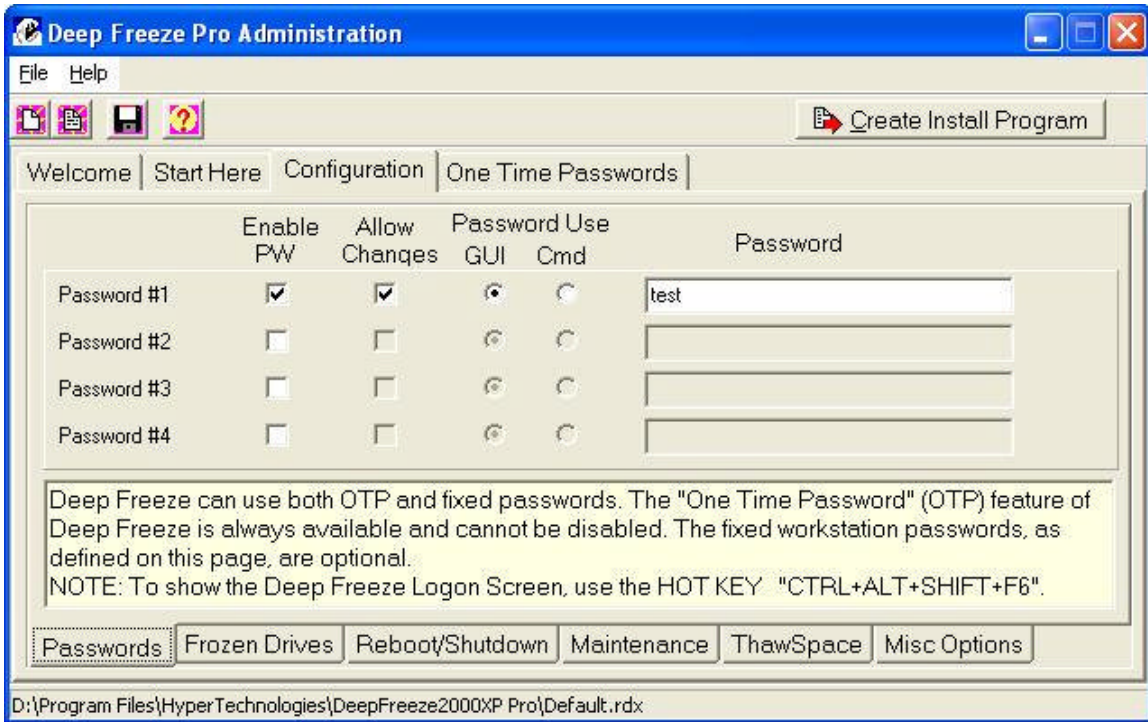 Deep Freeze Pro Administration
File Help
Create Install Program
Welcome Start Here Configuration One Time Passwords
Enable PW
Allow Changes
Password Use
GUI Cmd
Password
Password #1 test
Password #2
Password #3
Password #4
Deep Freeze can use both OTP and fixed passwords. The "One Time Password" (OTP) feature of
Deep Freeze is always available and cannot be disabled. The fixed workstation passwords, as
defined on this page, are optional.
NOTE: To show the Deep Freeze Logon Screen, use the HOT KEY "CTRL+ALT+SHIFT+F6".
Passwords Frozen Drives Reboot/Shutdown Maintenance ThawSpace Misc Options
D:\Program Files\HyperTechnologies\DeepFreeze2000XP Pro\Default.rdx